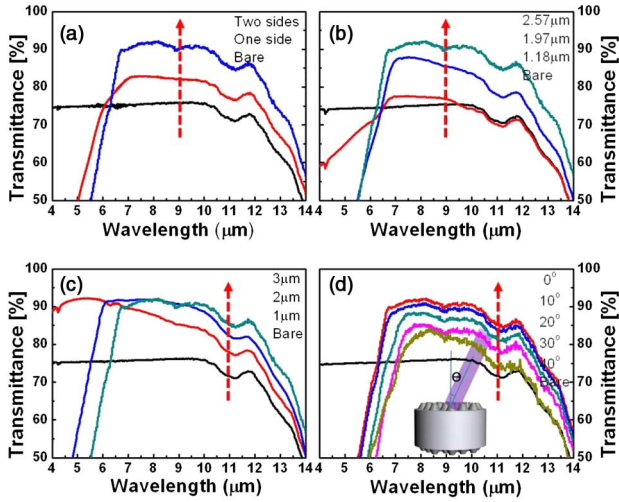 (a)
Two sides
One side
Bare
Transmittance [%]
100
90
80
70
60
50
4 5 6 7 8 9 10 11 12 13 14
Wavelength (μm)
(b)
2.57μm
1.97μm
1.18μm
Bare
Transmittance [%]
100
90
80
70
60
50
4 5 6 7 8 9 10 11 12 13 14
Wavelength [μm]
(c)
3μm
2μm
1μm
Bare
Transmittance [%]
100
90
80
70
60
50
4 5 6 7 8 9 10 11 12 13 14
Wavelength [μm]
(d)
0°
10°
20°
30°
40°
Bare
Transmittance [%]
100
90
80
70
60
50
4 5 6 7 8 9 10 11 12 13 14
Wavelength [μm]
Θ